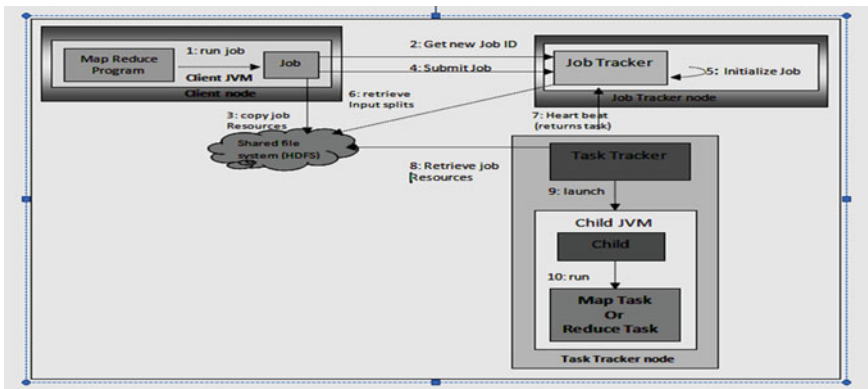 Map Reduce
Program
1: run job
Job
Client JVM
Client node
2: Get new Job ID
4: Submit Job
Job Tracker
5: Initialize Job
Job Tracker node
6: retrieve
Input splits
3: copy job
Resources
7: Heart beat
(returns task)
Shared file
system (HDFS)
8: Retrieve job
Resources
Task Tracker
9: launch
Child JVM
Child
10: run
Map Task
Or
Reduce Task
Task Tracker node